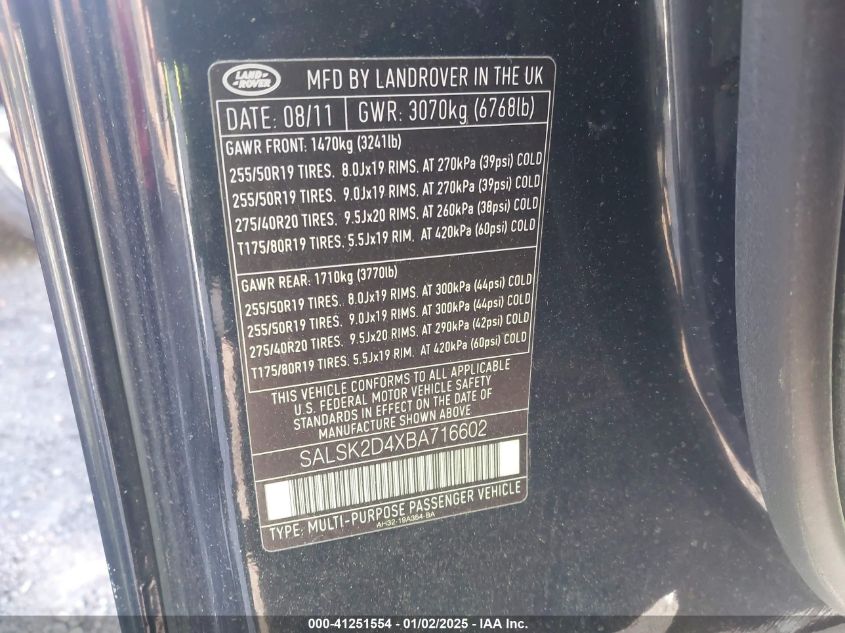 LAND ROVER
MFD BY LANDROVER IN THE UK
DATE: 08/11 GWR: 3070kg (6768lb)
GAWR FRONT: 1470kg (3241lb)
255/50R19 TIRES. 8.0Jx19 RIMS. AT 270kPa (39psi) COLD
255/50R19 TIRES. 9.0Jx19 RIMS. AT 270kPa (39psi) COLD
275/40R20 TIRES. 9.5Jx20 RIMS. AT 260kPa (38psi) COLD
T175/80R19 TIRES. 5.5Jx19 RIM. AT 420kPa (60psi) COLD
GAWR REAR: 1710kg (3770lb)
255/50R19 TIRES.. 8.0Jx19 RIMS. AT 300kPa (44psi) COLD
255/50R19 TIRES. 9.0Jx19 RIMS. AT 300kPa (44psi) COLD
275/40R20 TIRES. 9.5Jx20 RIMS. AT 290kPa (42psi) COLD
T175/80R19 TIRES. 5.5Jx19 RIM. AT 420kPa (60psi) COLD
THIS VEHICLE CONFORMS TO ALL APPLICABLE
U.S. FEDERAL MOTOR VEHICLE SAFETY
STANDARDS IN EFFECT ON THE DATE OF
MANUFACTURE SHOWN ABOVE
SALSK2D4XBA716602
TYPE: MULTI-PURPOSE PASSENGER VEHICLE
AH32-19A364-BA
000-41251554 - 01/02/2025 - IAA Inc.